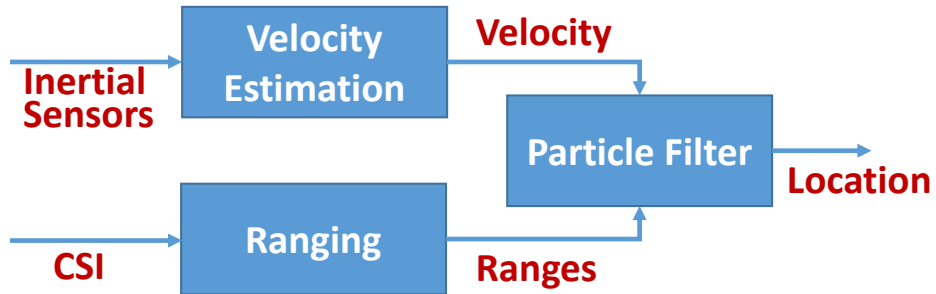 Velocity
Estimation
Velocity
Inertial
Sensors
Particle Filter
Location
Ranging
CSI
Ranges